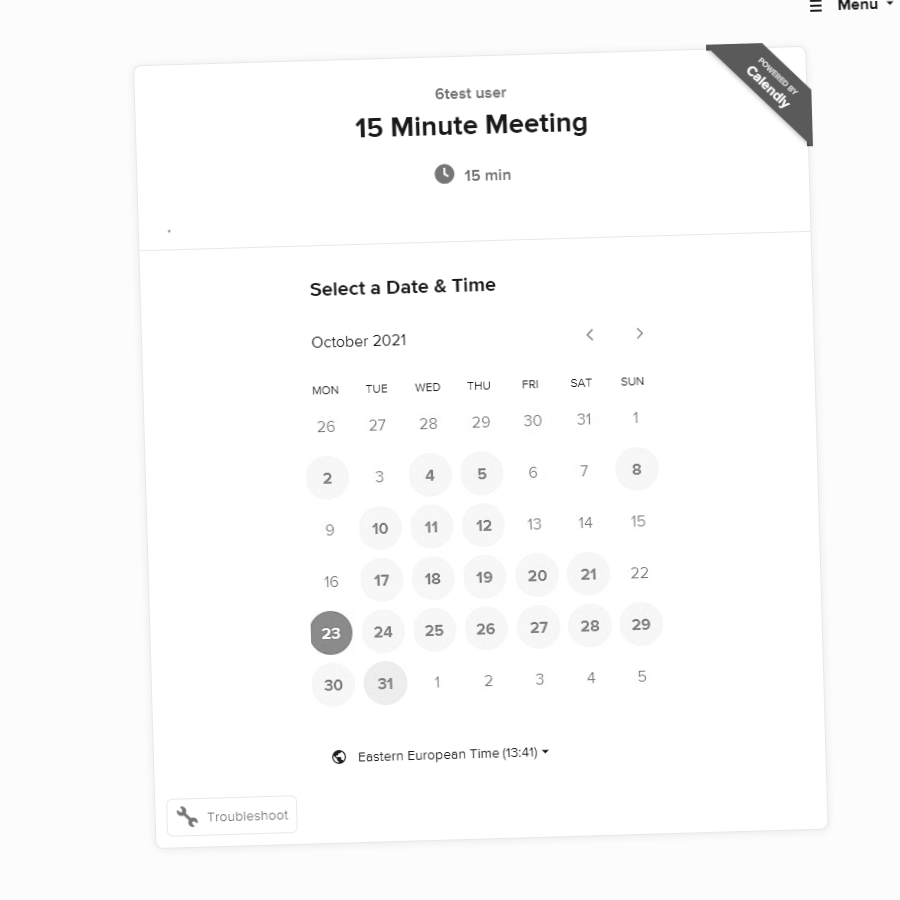 Menu
POWERED BY
Calendly
6test user
15 Minute Meeting
15 min
Select a Date & Time
October 2021
MON TUE WED THU FRI SAT SUN
26 27 28 29 30 31 1
2 3 4 5 6 7 8
9 10 11 12 13 14 15
16 17 18 19 20 21 22
23 24 25 26 27 28 29
30 31 1 2 3 4 5
Eastern European Time (13:41)
Troubleshoot